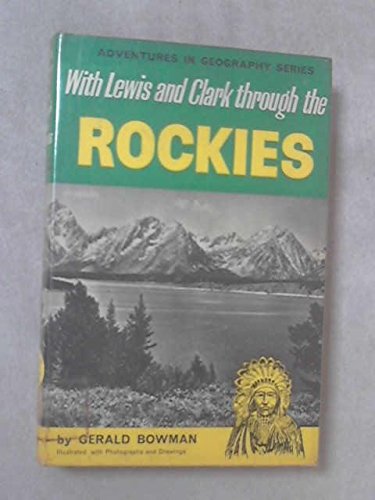 ADVENTURES IN GEOGRAPHY SERIES
With Lewis and Clark through the
ROCKIES
by GERALD BOWMAN
Illustrated with Photographs and Drawings